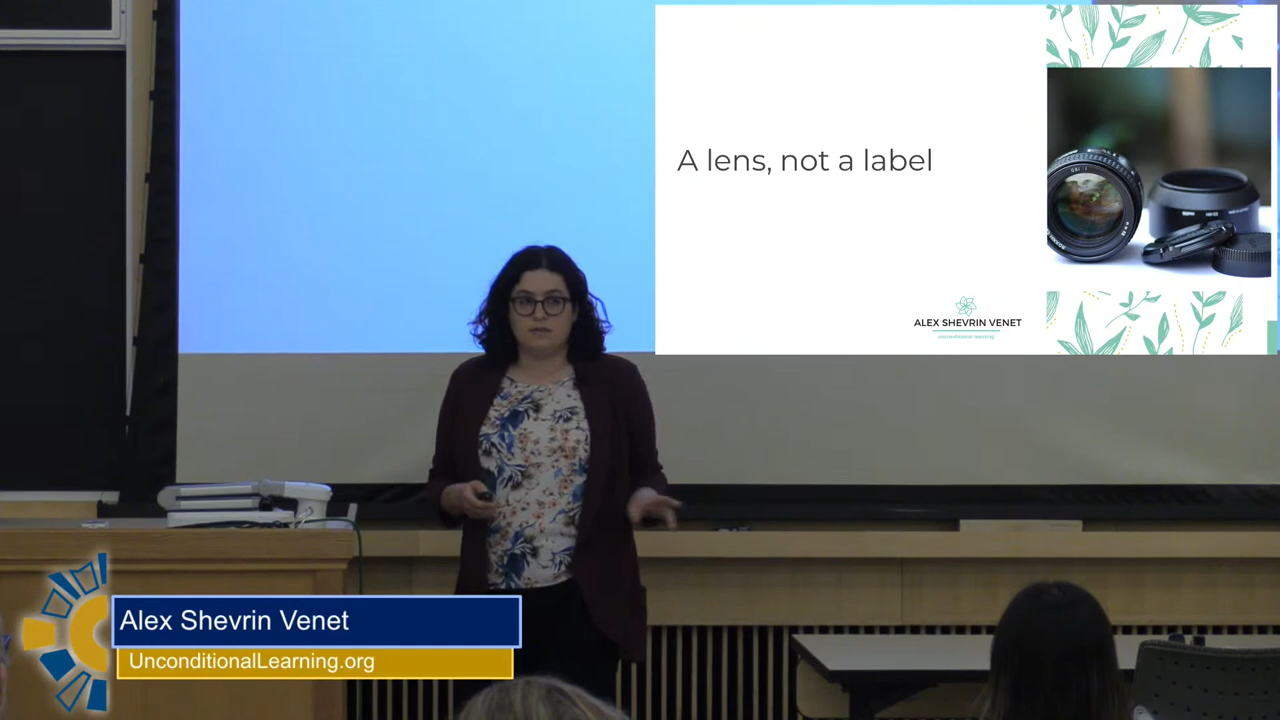 A lens, not a label
ALEX SHEVRIN VENET
unconditional learning
Alex Shevrin Venet
UnconditionalLearning.org